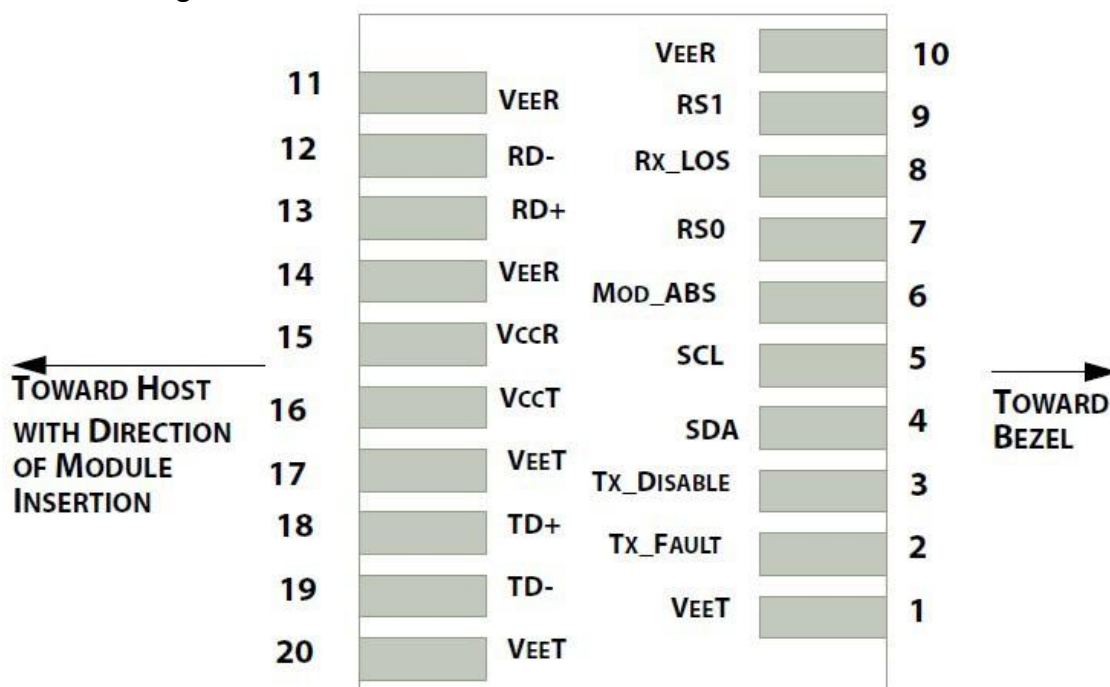 VEER 10
11 VEER
RS1 9
12 RD-
Rx_LOS 8
13 RD+
RS0 7
14 VEER
MOD_ABS 6
15 VCCR
SCL 5
TOWARD HOST
WITH DIRECTION
OF MODULE
INSERTION
16 VCCT
SDA 4
TOWARD
BEZEL
17 VEET
TX_DISABLE 3
18 TD+
TX_FAULT 2
19 TD-
VEET 1
20 VEET